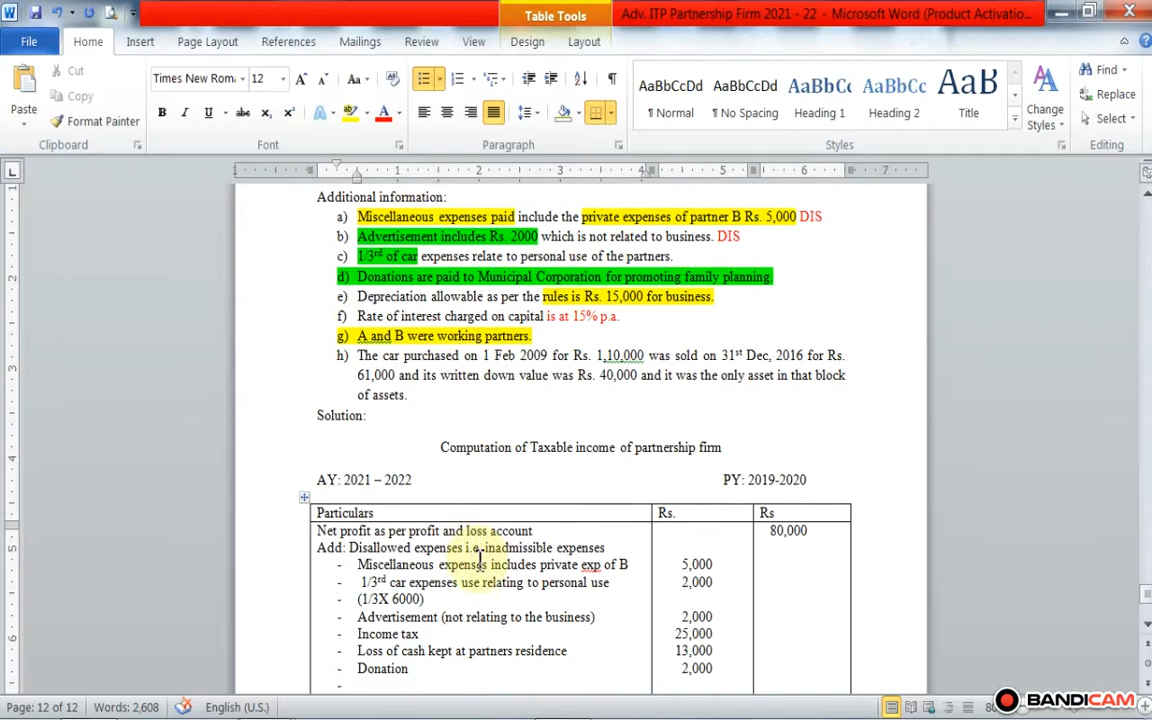 Table Tools
Adv. ITP Partnership Firm 2021 - 22 - Microsoft Word (Product Activatio...
File Home Insert Page Layout References Mailings Review View Design Layout
Paste
Cut
Copy
Format Painter
Times New Rom 12
AaBbCcDd AaBbCcDd AaBbCc AaBbCc AaB
¶ Normal ¶ No Spacing Heading 1 Heading 2 Title
Change Styles
Find
Replace
Select
Clipboard Font Paragraph Styles Editing
Additional information:
a) Miscellaneous expenses paid include the private expenses of partner B Rs. 5,000 DIS
b) Advertisement includes Rs. 2000 which is not related to business. DIS
c) 1/3rd of car expenses relate to personal use of the partners.
d) Donations are paid to Municipal Corporation for promoting family planning.
e) Depreciation allowable as per the rules is Rs. 15,000 for business.
f) Rate of interest charged on capital is at 15% p.a.
g) A and B were working partners.
h) The car purchased on 1 Feb 2009 for Rs. 1,10,000 was sold on 31st Dec, 2016 for Rs.
61,000 and its written down value was Rs. 40,000 and it was the only asset in that block
of assets.
Solution:
Computation of Taxable income of partnership firm
AY: 2021 – 2022 PY: 2019-2020
Particulars Rs. Rs
Net profit as per profit and loss account 80,000
Add: Disallowed expenses i.e. inadmissible expenses
- Miscellaneous expenses includes private exp of B 5,000
- 1/3rd car expenses use relating to personal use 2,000
- (1/3X 6000)
- Advertisement (not relating to the business) 2,000
- Income tax 25,000
- Loss of cash kept at partners residence 13,000
- Donation 2,000
-
Page: 12 of 12 Words: 2,608 English (U.S.)
BANDICAM